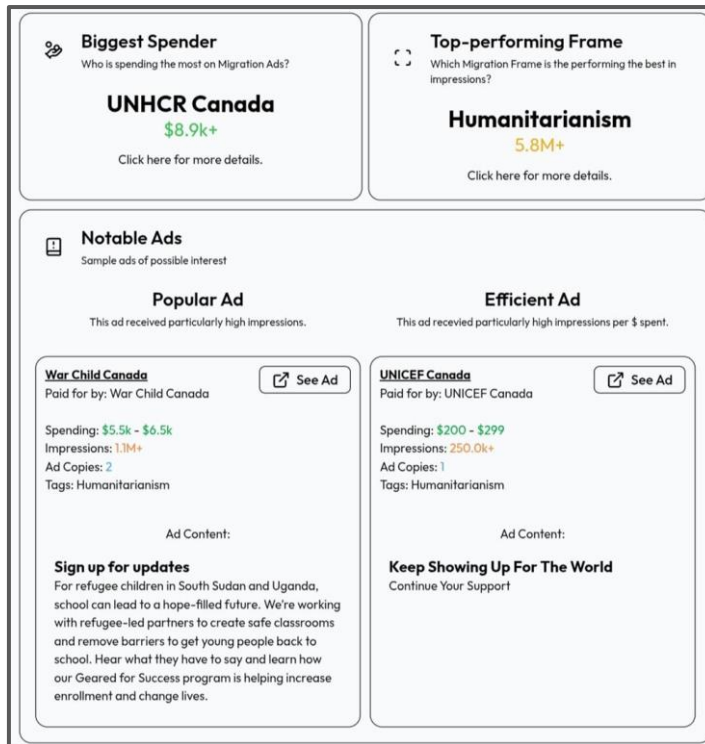 Biggest Spender
Who is spending the most on Migration Ads?
UNHCR Canada
$8.9k+
Click here for more details.
Top-performing Frame
Which Migration Frame is the performing the best in
impressions?
Humanitarianism
5.8M+
Click here for more details.
Notable Ads
Sample ads of possible interest
Popular Ad
This ad received particularly high impressions.
War Child Canada
See Ad
Paid for by: War Child Canada
Spending: $5.5k - $6.5k
Impressions: 1.1M+
Ad Copies: 2
Tags: Humanitarianism
Ad Content:
Sign up for updates
For refugee children in South Sudan and Uganda,
school can lead to a hope-filled future. We're working
with refugee-led partners to create safe classrooms
and remove barriers to get young people back to
school. Hear what they have to say and learn how
our Geared for Success program is helping increase
enrollment and change lives.
Efficient Ad
This ad recevied particularly high impressions per $ spent.
UNICEF Canada
See Ad
Paid for by: UNICEF Canada
Spending: $200 - $299
Impressions: 250.0k+
Ad Copies: 1
Tags: Humanitarianism
Ad Content:
Keep Showing Up For The World
Continue Your Support